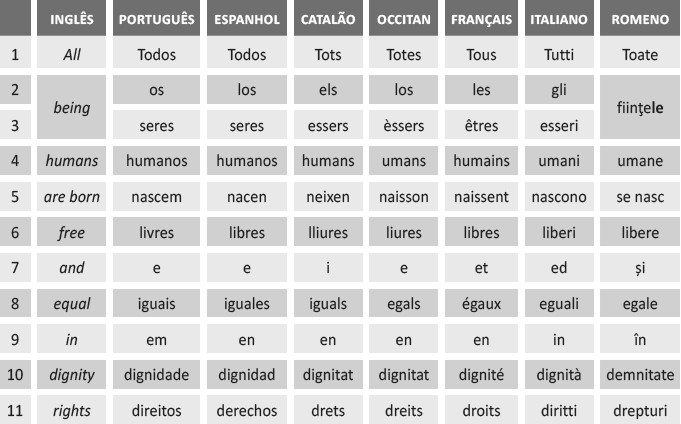 INGLÊS PORTUGUÊS ESPANHOL CATALÃO OCCITAN FRANÇAIS ITALIANO ROMENO
1 All Todos Todos Tots Totes Tous Tutti Toate
2 being os los els los les gli ființele
3 seres seres essers èssers êtres esseri
4 humans humanos humanos humans umans humains umani umane
5 are born nascem nacen neixen naisson naissent nascono se nasc
6 free livres libres lliures liures libres liberi libere
7 and e e i e et ed și
8 equal iguais iguales iguals egals égaux eguali egale
9 in em en en en en in în
10 dignity dignidade dignidad dignitat dignitat dignité dignità demnitate
11 rights direitos derechos drets dreits droits diritti drepturi